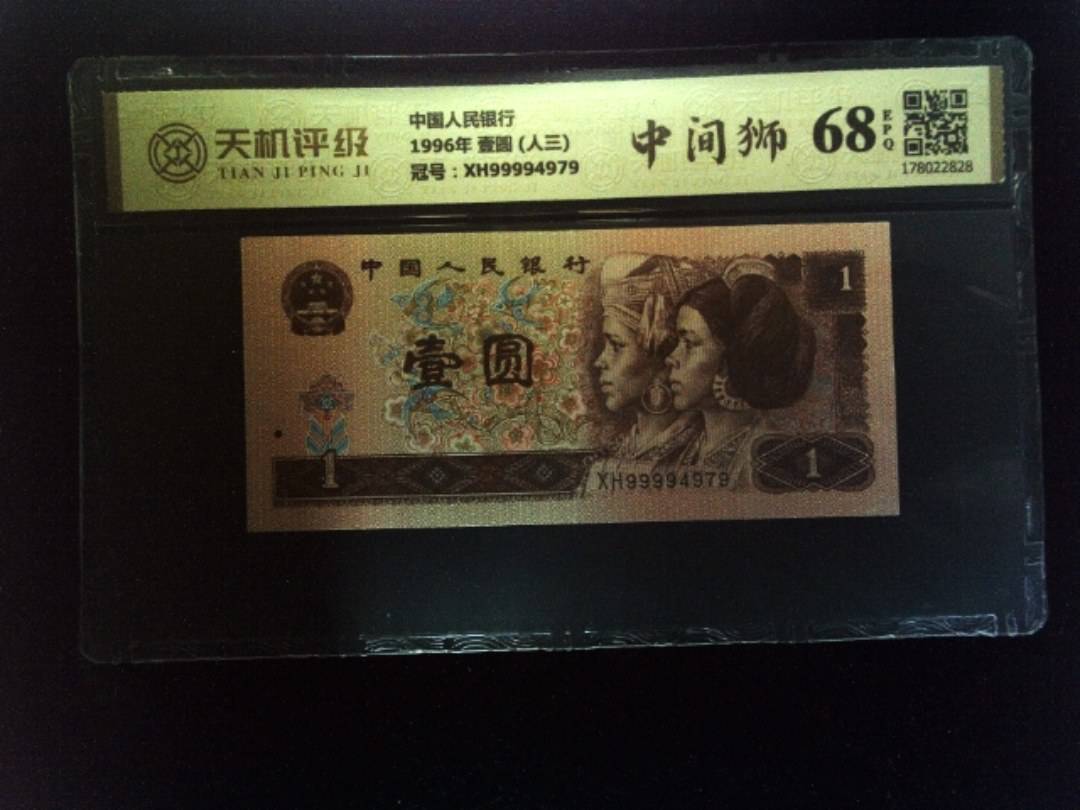 天机评级
TIAN JI PING JI
中国人民银行
1996年 壹圆 (人三)
冠号：XH99994979
中间狮
68
EPQ
178022828
中国人民银行
1
壹圆
1
XH99994979
1